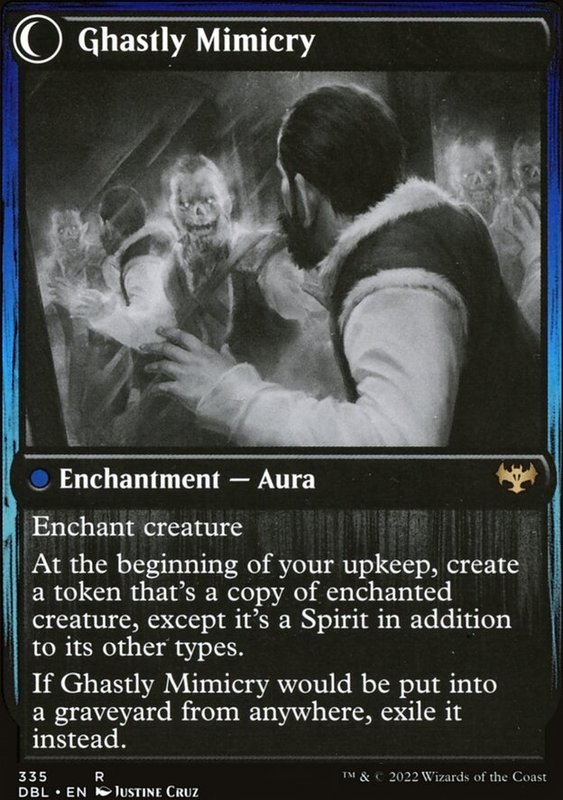 Ghastly Mimicry
Enchantment — Aura
Enchant creature
At the beginning of your upkeep, create
a token that's a copy of enchanted
creature, except it's a Spirit in addition
to its other types.
If Ghastly Mimicry would be put into
a graveyard from anywhere, exile it
instead.
335 R
DBL • EN Justine Cruz
™ & © 2022 Wizards of the Coast